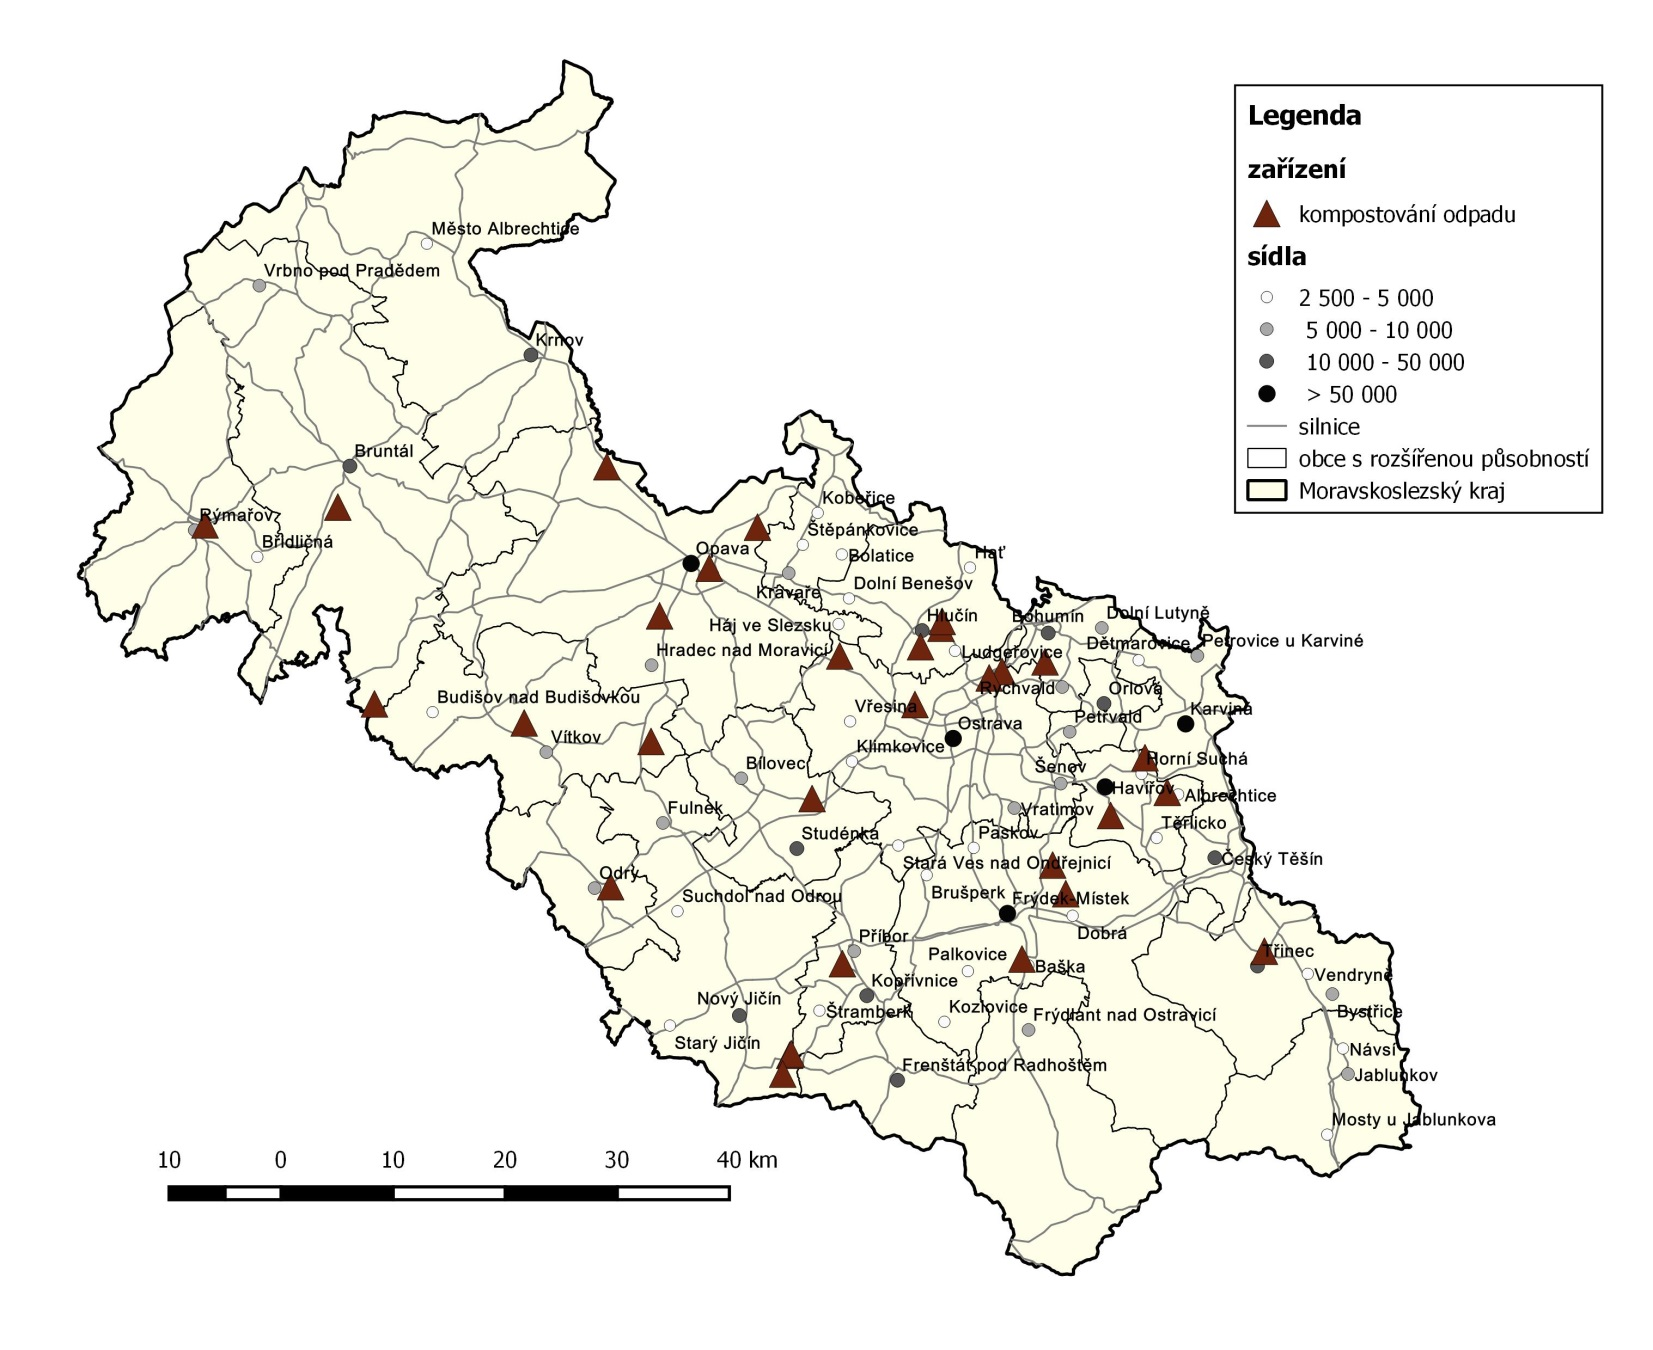 Legenda
zařízení
kompostování odpadu
sídla
2 500 - 5 000
5 000 - 10 000
10 000 - 50 000
> 50 000
silnice
obce s rozšířenou působností
Moravskoslezský kraj
Město Albrechtice
Vrbno pod Pradědem
Krnov
Bruntál
Kobeřice
Rýmařov
Štěpánkovice
Břidličná
Opava
Bolatice
Hať
Dolní Benešov
Kravaře
Hlučín
Bohumín
Dolní Lutyně
Háj ve Slezsku
Dětmarovice
Petrovice u Karviné
Hradec nad Moravicí
Ludgeřovice
Rychvald
Orlová
Budišov nad Budišovkou
Vřesina
Karviná
Petřvald
Ostrava
Vítkov
Klimkovice
Horní Suchá
Bílovec
Šenov
Havířov
Albrechtice
Fulnek
Vratimov
Těrlicko
Studénka
Paskov
Český Těšín
Stará Ves nad Ondřejnicí
Odry
Brušperk
Suchdol nad Odrou
Frýdek-Místek
Dobrá
Příbor
Třinec
Palkovice
Baška
Vendryně
Kopřivnice
Nový Jičín
Kozlovice
Štramberk
Frýdlant nad Ostravicí
Bystřice
Starý Jičín
Návsí
Frenštát pod Radhoštěm
Jablunkov
Mosty u Jablunkova
10 0 10 20 30 40 km